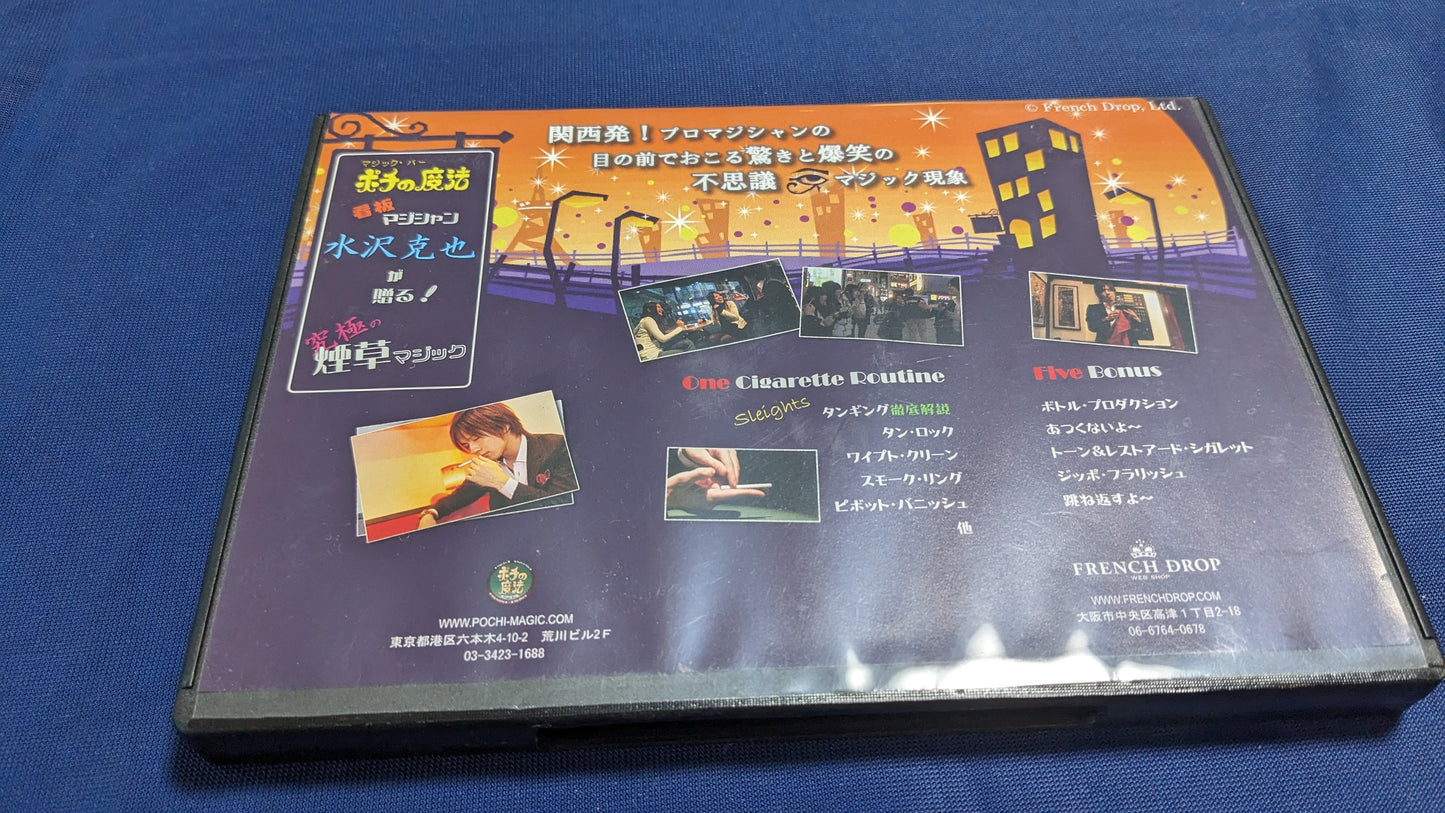 © French Drop, Ltd.
関西発！プロマジシャンの
目の前でおこる驚きと爆笑の
不思議 マジック現象
マジック・バー
ポチの魔法
看板マジシャン
水沢克也
が
贈る！
究極の
煙草マジック
One Cigarette Routine
Sleights
タンギング徹底解説
タン・ロック
ワイプト・クリーン
スモーク・リング
ピボット・バニッシュ
他
Five Bonus
ボトル・プロダクション
あつくないよ〜
トーン＆レストアード・シガレット
ジッポ・フラリッシュ
跳ね返すよ〜
ポチの
魔法
WWW.POCHI-MAGIC.COM
東京都港区六本木4-10-2 荒川ビル2F
03-3423-1688
FRENCH DROP
WEB SHOP
WWW.FRENCHDROP.COM
大阪市中央区高津1丁目2-18
06-6764-0678